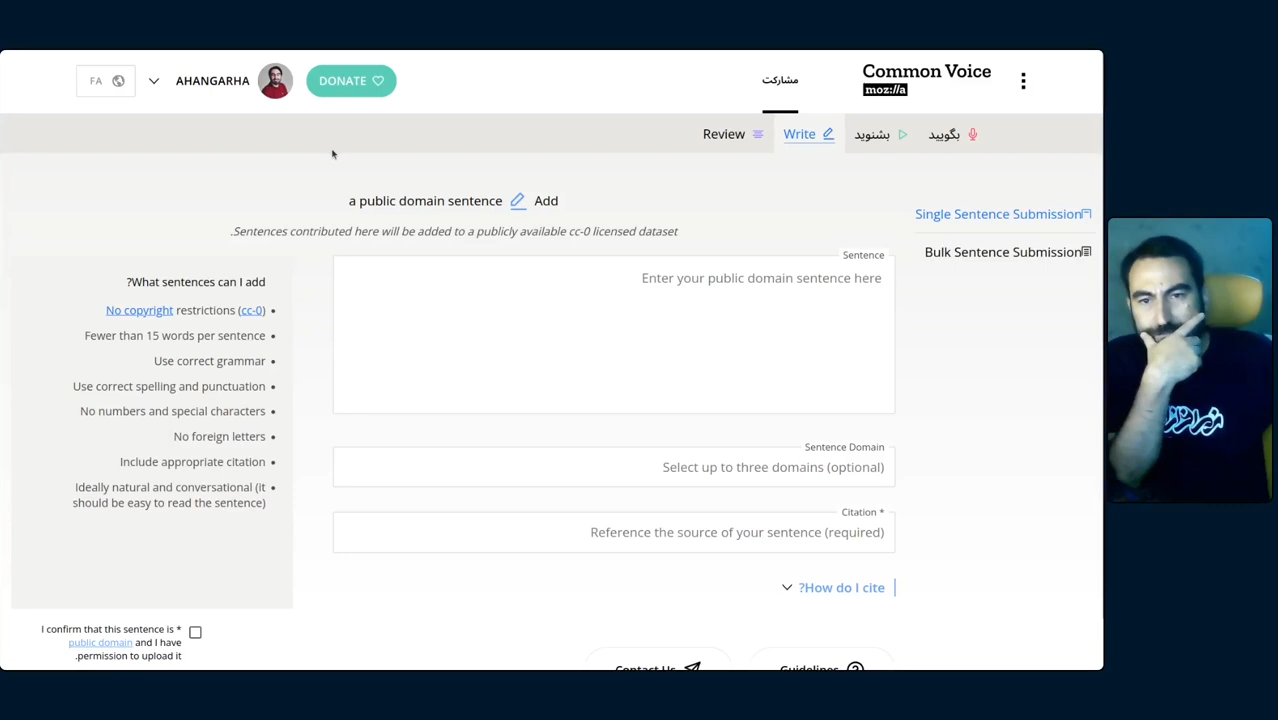 FA
AHANGARHA
DONATE
مشارکت
Common Voice
moz://a
بگویید
بشنوید
Write
Review
Add a public domain sentence
.Sentences contributed here will be added to a publicly available cc-0 licensed dataset
Single Sentence Submission
Bulk Sentence Submission
Sentence
Enter your public domain sentence here
Sentence Domain
Select up to three domains (optional)
Citation *
Reference the source of your sentence (required)
?How do I cite
?What sentences can I add
No copyright restrictions (cc-0) •
Fewer than 15 words per sentence •
Use correct grammar •
Use correct spelling and punctuation •
No numbers and special characters •
No foreign letters •
Include appropriate citation •
Ideally natural and conversational (it •
should be easy to read the sentence)
I confirm that this sentence is *
public domain and I have
.permission to upload it
Contact Us
Guidelines
?